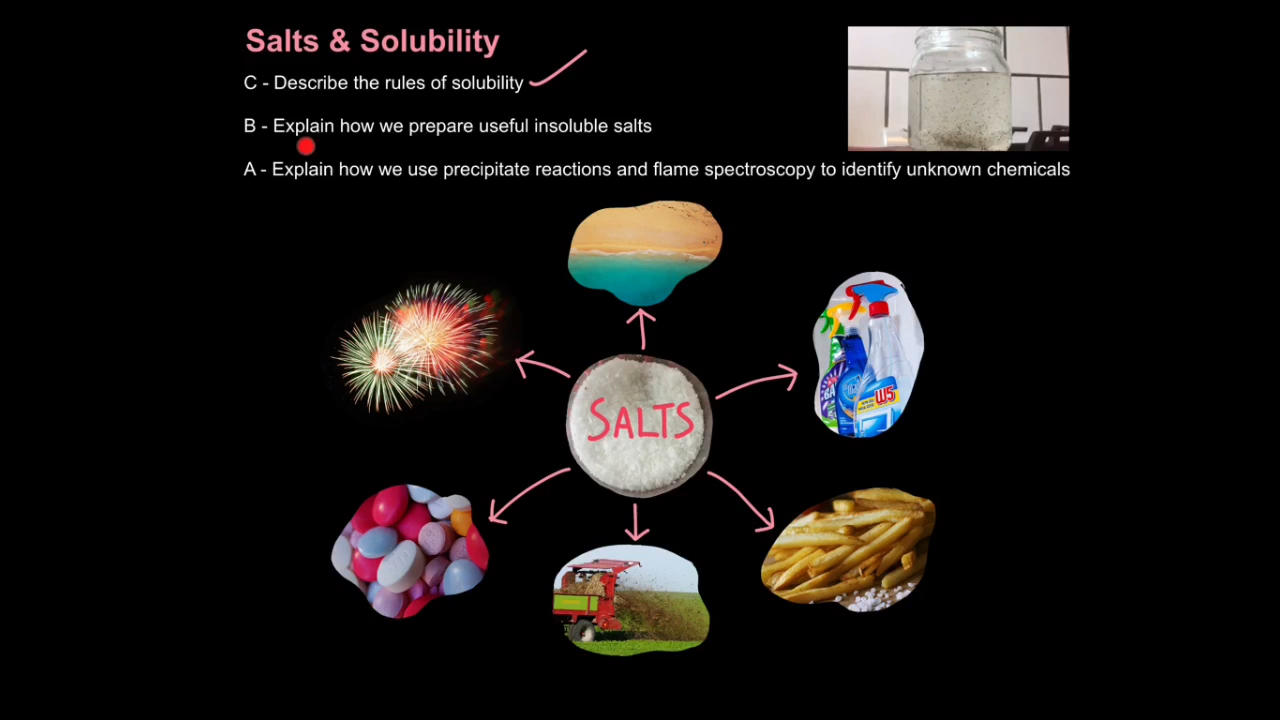 Salts & Solubility
C - Describe the rules of solubility
B - Explain how we prepare useful insoluble salts
A - Explain how we use precipitate reactions and flame spectroscopy to identify unknown chemicals
SALTS
W5